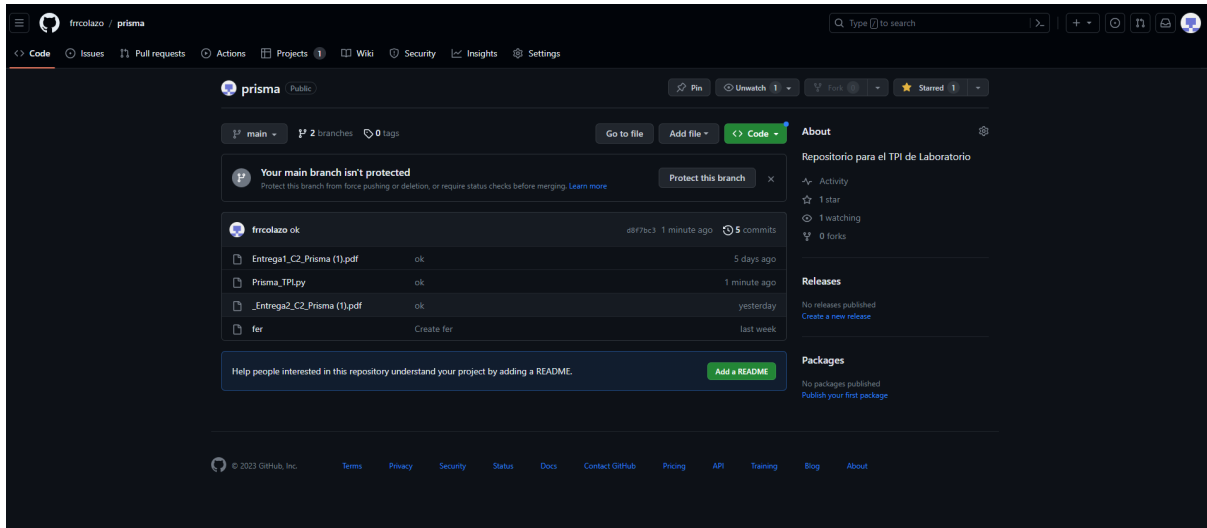 frrcolazo / prisma
Type / to search
Code Issues Pull requests Actions Projects 1 Wiki Security Insights Settings
prisma Public
Pin Unwatch 1 Fork Starred 1
main 2 branches 0 tags
Go to file Add file Code
Your main branch isn't protected
Protect this branch from force pushing or deletion, or require status checks before merging. Learn more
Protect this branch
frrcolazo ok d8f7bc3 1 minute ago 5 commits
Entrega1_C2_Prisma (1).pdf ok 5 days ago
Prisma_TPI.py ok 1 minute ago
_Entrega2_C2_Prisma (1).pdf ok yesterday
fer Create fer last week
Help people interested in this repository understand your project by adding a README.
Add a README
About
Repositorio para el TPI de Laboratorio
Activity
1 star
1 watching
0 forks
Releases
No releases published
Create a new release
Packages
No packages published
Publish your first package
© 2023 GitHub, Inc. Terms Privacy Security Status Docs Contact GitHub Pricing API Training Blog About